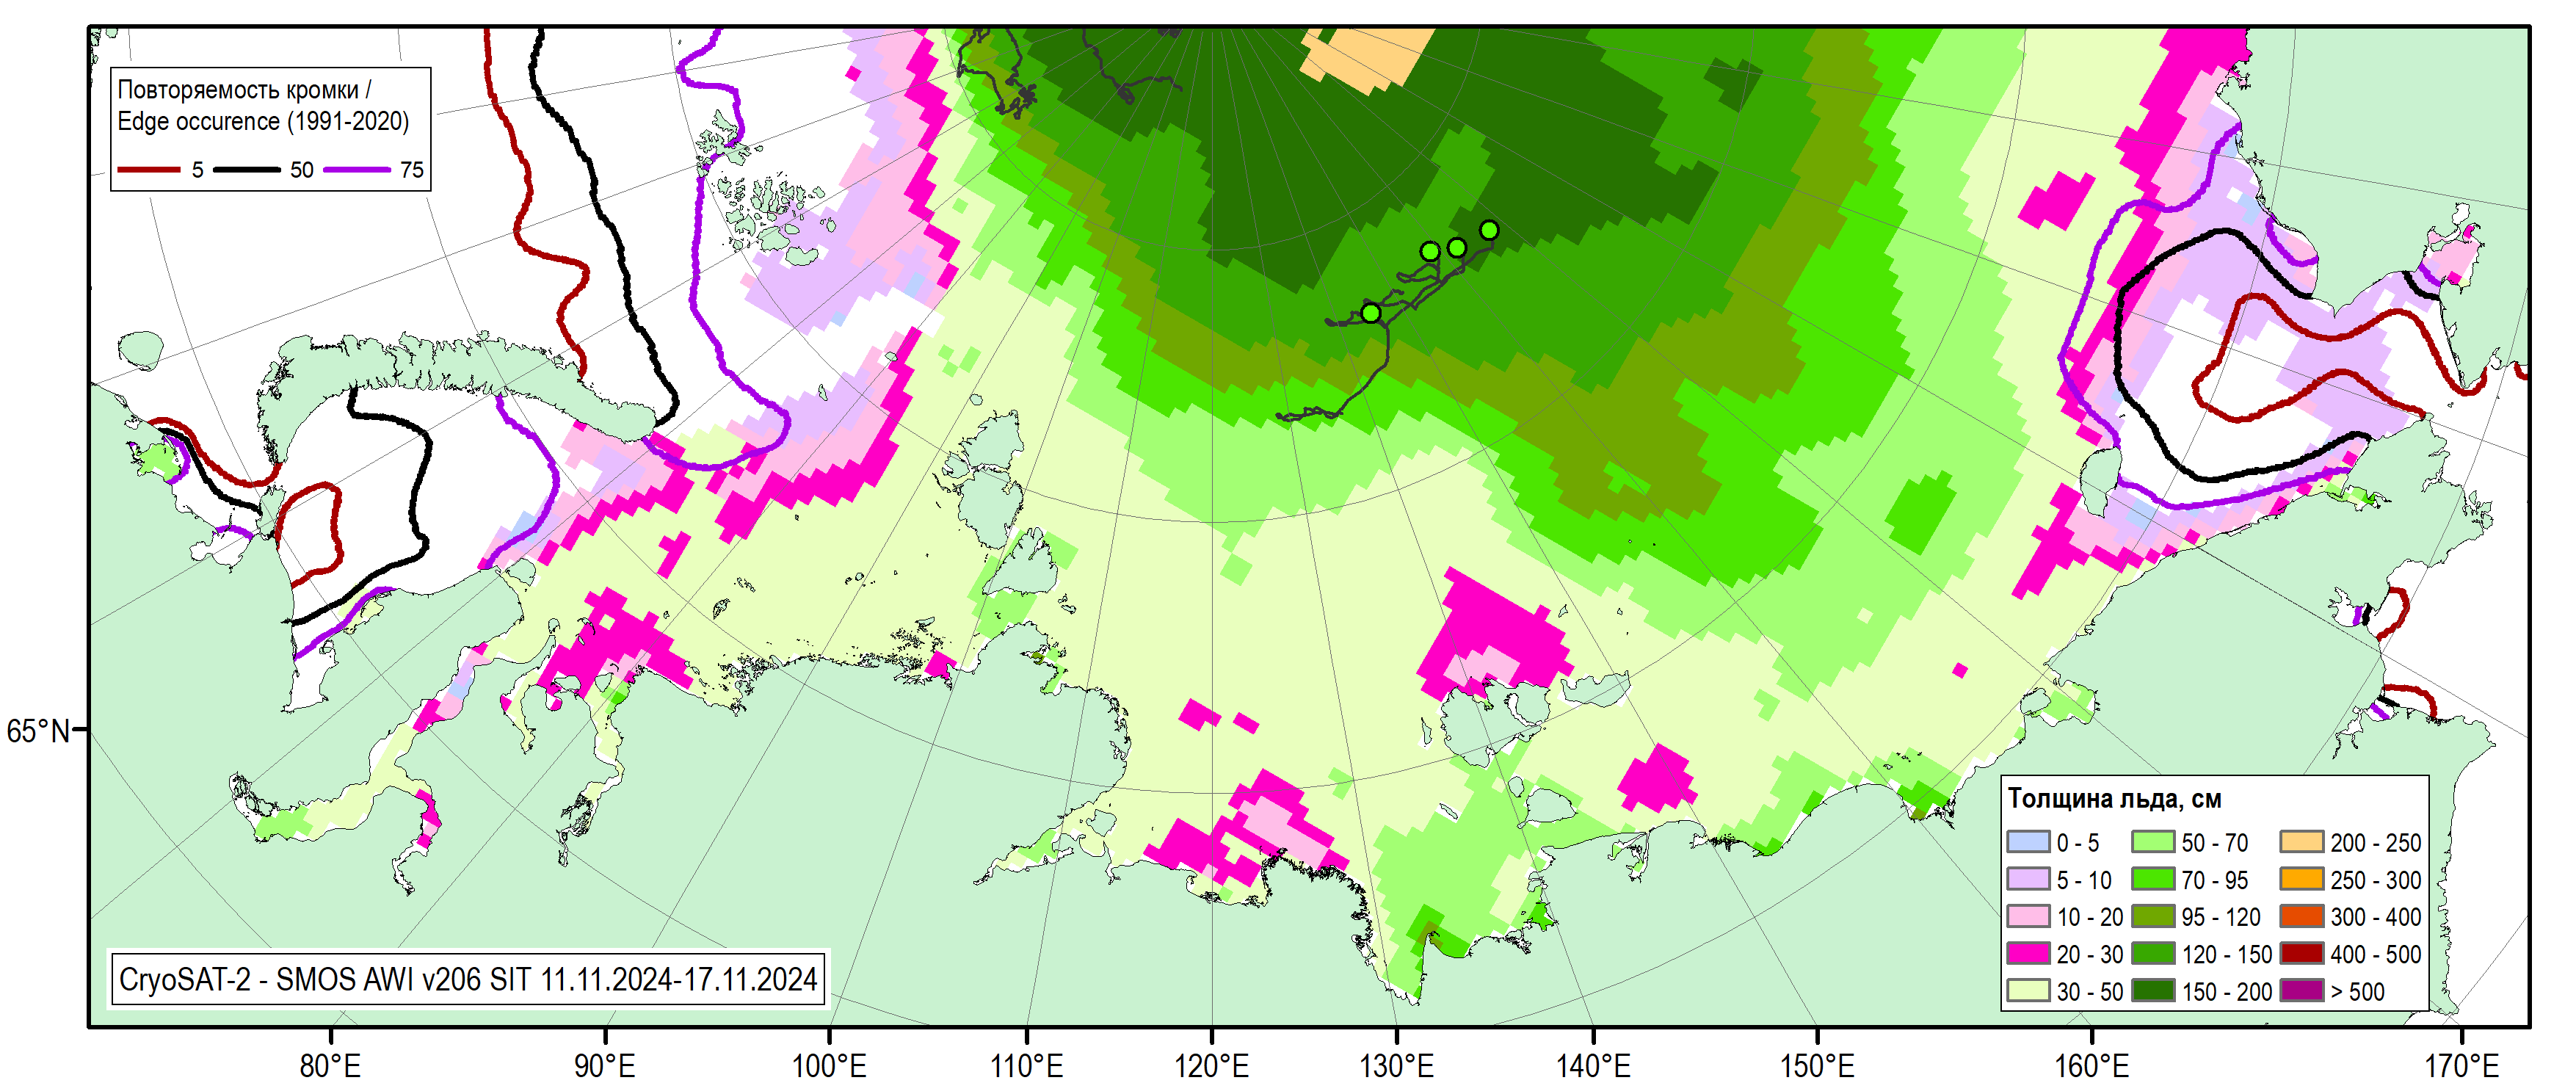 Повторяемость кромки /
Edge occurence (1991-2020)
5 50 75
65°N
CryoSAT-2 - SMOS AWI v206 SIT 11.11.2024-17.11.2024
Толщина льда, см
0 - 5 50 - 70 200 - 250
5 - 10 70 - 95 250 - 300
10 - 20 95 - 120 300 - 400
20 - 30 120 - 150 400 - 500
30 - 50 150 - 200 > 500
80°E 90°E 100°E 110°E 120°E 130°E 140°E 150°E 160°E 170°E